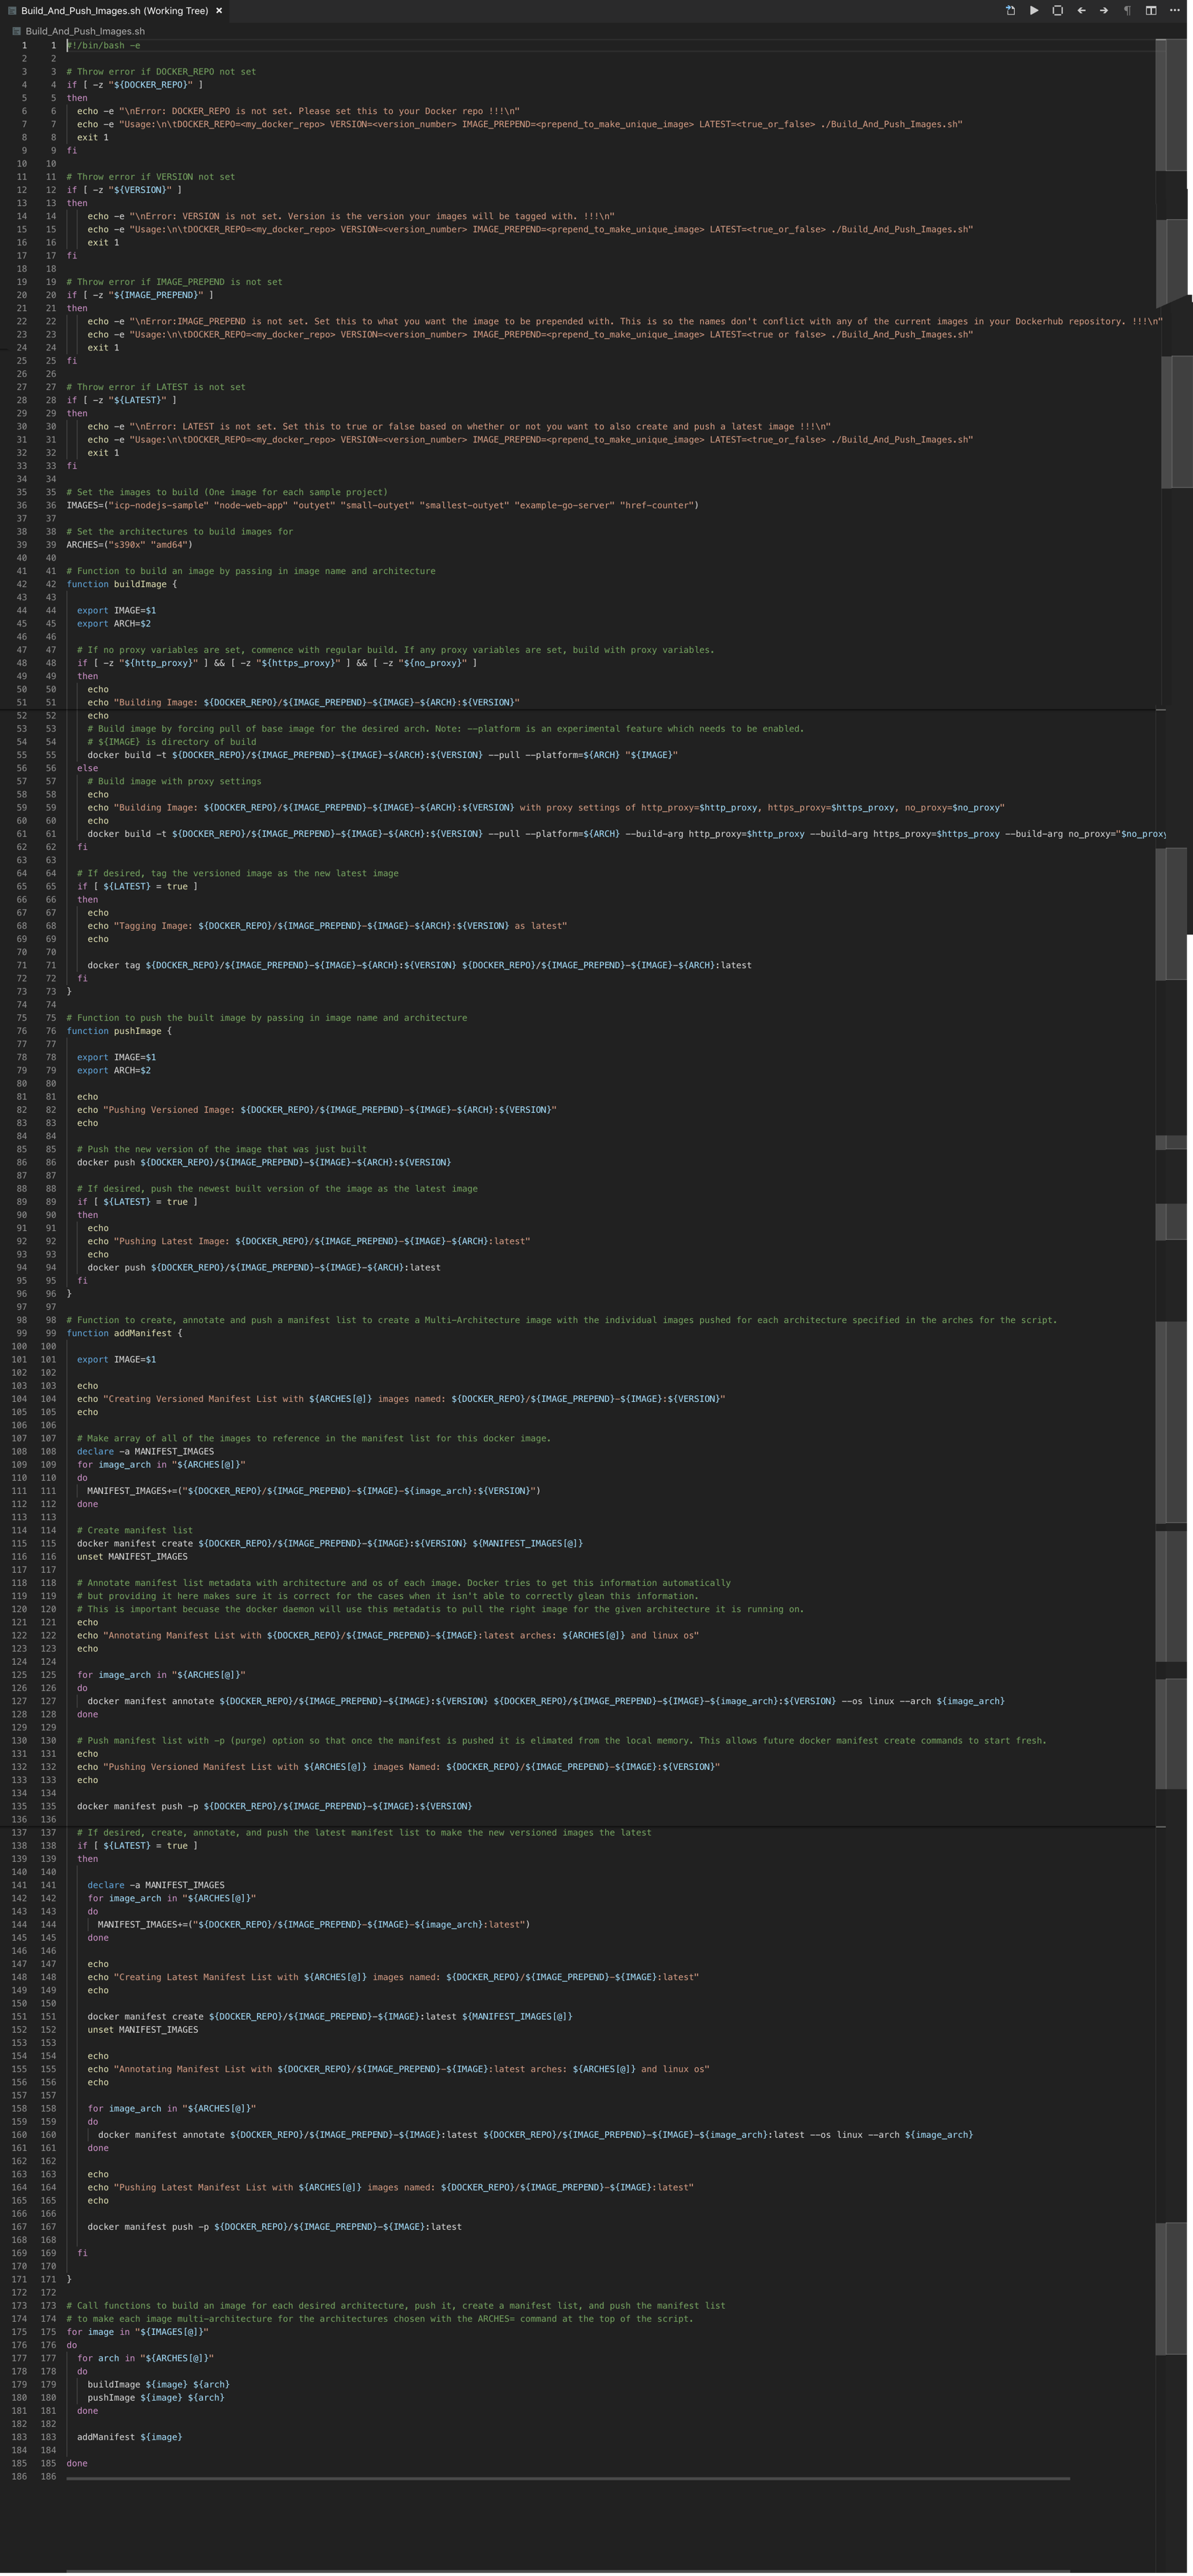 Build_And_Push_Images.sh (Working Tree) ×
Build_And_Push_Images.sh
1 1 #!/bin/bash -e
2 2
3 3 # Throw error if DOCKER_REPO not set
4 4 if [ -z "${DOCKER_REPO}" ]
5 5 then
6 6 echo -e "\nError: DOCKER_REPO is not set. Please set this to your Docker repo !!!\n"
7 7 echo -e "Usage:\n\tDOCKER_REPO=<my_docker_repo> VERSION=<version_number> IMAGE_PREPEND=<prepend_to_make_unique_image> LATEST=<true_or_false> ./Build_And_Push_Images.sh"
8 8 exit 1
9 9 fi
10 10
11 11 # Throw error if VERSION not set
12 12 if [ -z "${VERSION}" ]
13 13 then
14 14 echo -e "\nError: VERSION is not set. Version is the version your images will be tagged with. !!!\n"
15 15 echo -e "Usage:\n\tDOCKER_REPO=<my_docker_repo> VERSION=<version_number> IMAGE_PREPEND=<prepend_to_make_unique_image> LATEST=<true_or_false> ./Build_And_Push_Images.sh"
16 16 exit 1
17 17 fi
18 18
19 19 # Throw error if IMAGE_PREPEND is not set
20 20 if [ -z "${IMAGE_PREPEND}" ]
21 21 then
22 22 echo -e "\nError:IMAGE_PREPEND is not set. Set this to what you want the image to be prepended with. This is so the names don't conflict with any of the current images in your Dockerhub repository. !!!\n"
23 23 echo -e "Usage:\n\tDOCKER_REPO=<my_docker_repo> VERSION=<version_number> IMAGE_PREPEND=<prepend_to_make_unique_image> LATEST=<true or false> ./Build_And_Push_Images.sh"
24 24 exit 1
25 25 fi
26 26
27 27 # Throw error if LATEST is not set
28 28 if [ -z "${LATEST}" ]
29 29 then
30 30 echo -e "\nError: LATEST is not set. Set this to true or false based on whether or not you want to also create and push a latest image !!!\n"
31 31 echo -e "Usage:\n\tDOCKER_REPO=<my_docker_repo> VERSION=<version_number> IMAGE_PREPEND=<prepend_to_make_unique_image> LATEST=<true_or_false> ./Build_And_Push_Images.sh"
32 32 exit 1
33 33 fi
34 34
35 35 # Set the images to build (One image for each sample project)
36 36 IMAGES=("icp-nodejs-sample" "node-web-app" "outyet" "small-outyet" "smallest-outyet" "example-go-server" "href-counter")
37 37
38 38 # Set the architectures to build images for
39 39 ARCHES=("s390x" "amd64")
40 40
41 41 # Function to build an image by passing in image name and architecture
42 42 function buildImage {
43 43
44 44 export IMAGE=$1
45 45 export ARCH=$2
46 46
47 47 # If no proxy variables are set, commence with regular build. If any proxy variables are set, build with proxy variables.
48 48 if [ -z "${http_proxy}" ] && [ -z "${https_proxy}" ] && [ -z "${no_proxy}" ]
49 49 then
50 50 echo
51 51 echo "Building Image: ${DOCKER_REPO}/${IMAGE_PREPEND}-${IMAGE}-${ARCH}:${VERSION}"
52 52 echo
53 53 # Build image by forcing pull of base image for the desired arch. Note: --platform is an experimental feature which needs to be enabled.
54 54 # ${IMAGE} is directory of build
55 55 docker build -t ${DOCKER_REPO}/${IMAGE_PREPEND}-${IMAGE}-${ARCH}:${VERSION} --pull --platform=${ARCH} "${IMAGE}"
56 56 else
57 57 # Build image with proxy settings
58 58 echo
59 59 echo "Building Image: ${DOCKER_REPO}/${IMAGE_PREPEND}-${IMAGE}-${ARCH}:${VERSION} with proxy settings of http_proxy=$http_proxy, https_proxy=$https_proxy, no_proxy=$no_proxy"
60 60 echo
61 61 docker build -t ${DOCKER_REPO}/${IMAGE_PREPEND}-${IMAGE}-${ARCH}:${VERSION} --pull --platform=${ARCH} --build-arg http_proxy=$http_proxy --build-arg https_proxy=$https_proxy --build-arg no_proxy="$no_proxy
62 62 fi
63 63
64 64 # If desired, tag the versioned image as the new latest image
65 65 if [ ${LATEST} = true ]
66 66 then
67 67 echo
68 68 echo "Tagging Image: ${DOCKER_REPO}/${IMAGE_PREPEND}-${IMAGE}-${ARCH}:${VERSION} as latest"
69 69 echo
70 70
71 71 docker tag ${DOCKER_REPO}/${IMAGE_PREPEND}-${IMAGE}-${ARCH}:${VERSION} ${DOCKER_REPO}/${IMAGE_PREPEND}-${IMAGE}-${ARCH}:latest
72 72 fi
73 73 }
74 74
75 75 # Function to push the built image by passing in image name and architecture
76 76 function pushImage {
77 77
78 78 export IMAGE=$1
79 79 export ARCH=$2
80 80
81 81 echo
82 82 echo "Pushing Versioned Image: ${DOCKER_REPO}/${IMAGE_PREPEND}-${IMAGE}-${ARCH}:${VERSION}"
83 83 echo
84 84
85 85 # Push the new version of the image that was just built
86 86 docker push ${DOCKER_REPO}/${IMAGE_PREPEND}-${IMAGE}-${ARCH}:${VERSION}
87 87
88 88 # If desired, push the newest built version of the image as the latest image
89 89 if [ ${LATEST} = true ]
90 90 then
91 91 echo
92 92 echo "Pushing Latest Image: ${DOCKER_REPO}/${IMAGE_PREPEND}-${IMAGE}-${ARCH}:latest"
93 93 echo
94 94 docker push ${DOCKER_REPO}/${IMAGE_PREPEND}-${IMAGE}-${ARCH}:latest
95 95 fi
96 96 }
97 97
98 98 # Function to create, annotate and push a manifest list to create a Multi-Architecture image with the individual images pushed for each architecture specified in the arches for the script.
99 99 function addManifest {
100 100
101 101 export IMAGE=$1
102 102
103 103 echo
104 104 echo "Creating Versioned Manifest List with ${ARCHES[@]} images named: ${DOCKER_REPO}/${IMAGE_PREPEND}-${IMAGE}:${VERSION}"
105 105 echo
106 106
107 107 # Make array of all of the images to reference in the manifest list for this docker image.
108 108 declare -a MANIFEST_IMAGES
109 109 for image_arch in "${ARCHES[@]}"
110 110 do
111 111 MANIFEST_IMAGES+=("${DOCKER_REPO}/${IMAGE_PREPEND}-${IMAGE}-${image_arch}:${VERSION}")
112 112 done
113 113
114 114 # Create manifest list
115 115 docker manifest create ${DOCKER_REPO}/${IMAGE_PREPEND}-${IMAGE}:${VERSION} ${MANIFEST_IMAGES[@]}
116 116 unset MANIFEST_IMAGES
117 117
118 118 # Annotate manifest list metadata with architecture and os of each image. Docker tries to get this information automatically
119 119 # but providing it here makes sure it is correct for the cases when it isn't able to correctly glean this information.
120 120 # This is important becuase the docker daemon will use this metadatis to pull the right image for the given architecture it is running on.
121 121 echo
122 122 echo "Annotating Manifest List with ${DOCKER_REPO}/${IMAGE_PREPEND}-${IMAGE}:latest arches: ${ARCHES[@]} and linux os"
123 123 echo
124 124
125 125 for image_arch in "${ARCHES[@]}"
126 126 do
127 127 docker manifest annotate ${DOCKER_REPO}/${IMAGE_PREPEND}-${IMAGE}:${VERSION} ${DOCKER_REPO}/${IMAGE_PREPEND}-${IMAGE}-${image_arch}:${VERSION} --os linux --arch ${image_arch}
128 128 done
129 129
130 130 # Push manifest list with -p (purge) option so that once the manifest is pushed it is elimated from the local memory. This allows future docker manifest create commands to start fresh.
131 131 echo
132 132 echo "Pushing Versioned Manifest List with ${ARCHES[@]} images Named: ${DOCKER_REPO}/${IMAGE_PREPEND}-${IMAGE}:${VERSION}"
133 133 echo
134 134
135 135 docker manifest push -p ${DOCKER_REPO}/${IMAGE_PREPEND}-${IMAGE}:${VERSION}
136 136
137 137 # If desired, create, annotate, and push the latest manifest list to make the new versioned images the latest
138 138 if [ ${LATEST} = true ]
139 139 then
140 140
141 141 declare -a MANIFEST_IMAGES
142 142 for image_arch in "${ARCHES[@]}"
143 143 do
144 144 MANIFEST_IMAGES+=("${DOCKER_REPO}/${IMAGE_PREPEND}-${IMAGE}-${image_arch}:latest")
145 145 done
146 146
147 147 echo
148 148 echo "Creating Latest Manifest List with ${ARCHES[@]} images named: ${DOCKER_REPO}/${IMAGE_PREPEND}-${IMAGE}:latest"
149 149 echo
150 150
151 151 docker manifest create ${DOCKER_REPO}/${IMAGE_PREPEND}-${IMAGE}:latest ${MANIFEST_IMAGES[@]}
152 152 unset MANIFEST_IMAGES
153 153
154 154 echo
155 155 echo "Annotating Manifest List with ${DOCKER_REPO}/${IMAGE_PREPEND}-${IMAGE}:latest arches: ${ARCHES[@]} and linux os"
156 156 echo
157 157
158 158 for image_arch in "${ARCHES[@]}"
159 159 do
160 160 docker manifest annotate ${DOCKER_REPO}/${IMAGE_PREPEND}-${IMAGE}:latest ${DOCKER_REPO}/${IMAGE_PREPEND}-${IMAGE}-${image_arch}:latest --os linux --arch ${image_arch}
161 161 done
162 162
163 163 echo
164 164 echo "Pushing Latest Manifest List with ${ARCHES[@]} images named: ${DOCKER_REPO}/${IMAGE_PREPEND}-${IMAGE}:latest"
165 165 echo
166 166
167 167 docker manifest push -p ${DOCKER_REPO}/${IMAGE_PREPEND}-${IMAGE}:latest
168 168
169 169 fi
170 170
171 171 }
172 172
173 173 # Call functions to build an image for each desired architecture, push it, create a manifest list, and push the manifest list
174 174 # to make each image multi-architecture for the architectures chosen with the ARCHES= command at the top of the script.
175 175 for image in "${IMAGES[@]}"
176 176 do
177 177 for arch in "${ARCHES[@]}"
178 178 do
179 179 buildImage ${image} ${arch}
180 180 pushImage ${image} ${arch}
181 181 done
182 182
183 183 addManifest ${image}
184 184
185 185 done
186 186